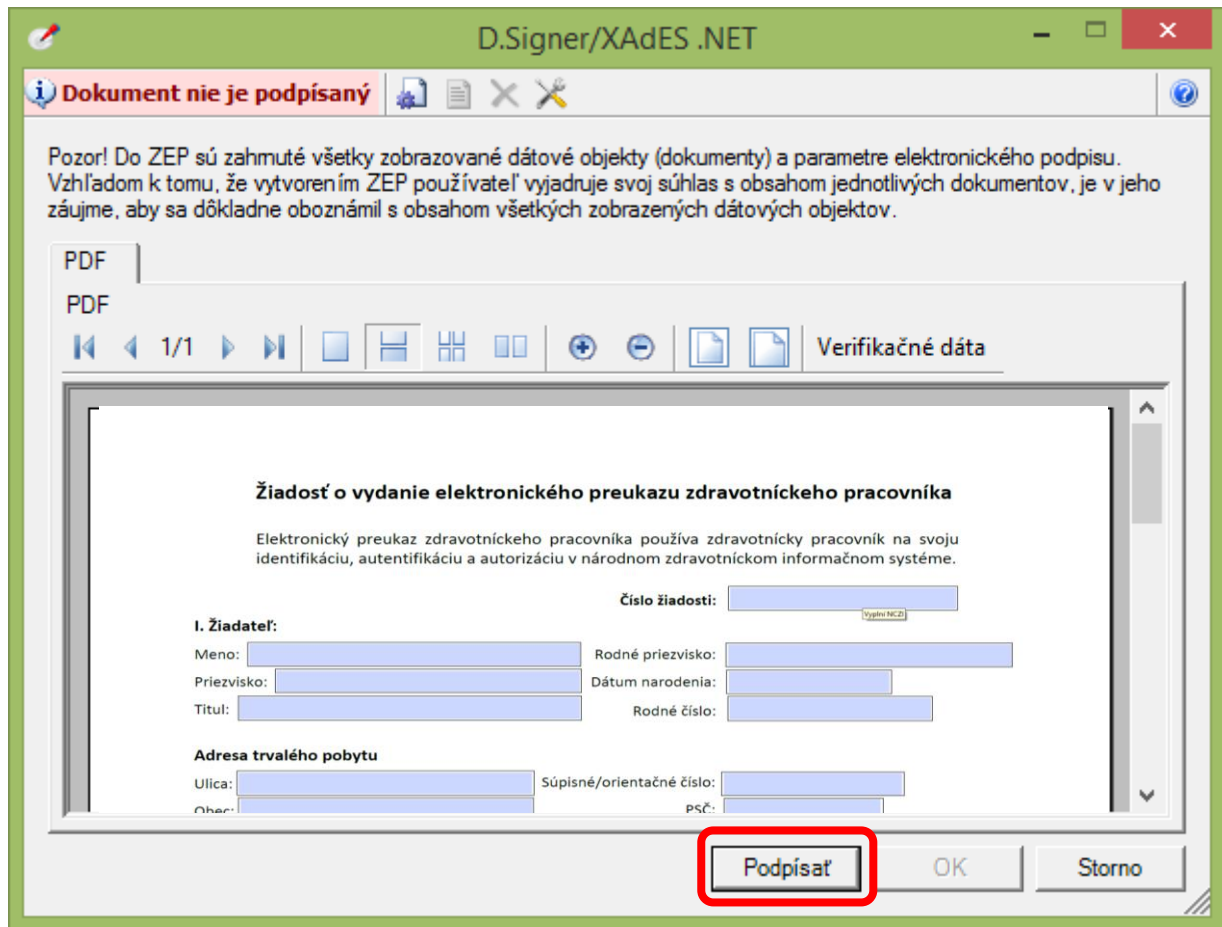 D.Signer/XAdES .NET
Dokument nie je podpísaný
Pozor! Do ZEP sú zahrnuté všetky zobrazované dátové objekty (dokumenty) a parametre elektronického podpisu.
Vzhľadom k tomu, že vytvorením ZEP používateľ vyjadruje svoj súhlas s obsahom jednotlivých dokumentov, je v jeho
záujme, aby sa dôkladne oboznámil s obsahom všetkých zobrazených dátových objektov.
PDF
PDF
1/1 Verifikačné dáta
Žiadosť o vydanie elektronického preukazu zdravotníckeho pracovníka
Elektronický preukaz zdravotníckeho pracovníka používa zdravotnícky pracovník na svoju
identifikáciu, autentifikáciu a autorizáciu v národnom zdravotníckom informačnom systéme.
Číslo žiadosti:
Vyplní NCZI
I. Žiadateľ:
Meno: Rodné priezvisko:
Priezvisko: Dátum narodenia:
Titul: Rodné číslo:
Adresa trvalého pobytu
Ulica: Súpisné/orientačné číslo:
Obec: PSČ:
Podpísať OK Storno